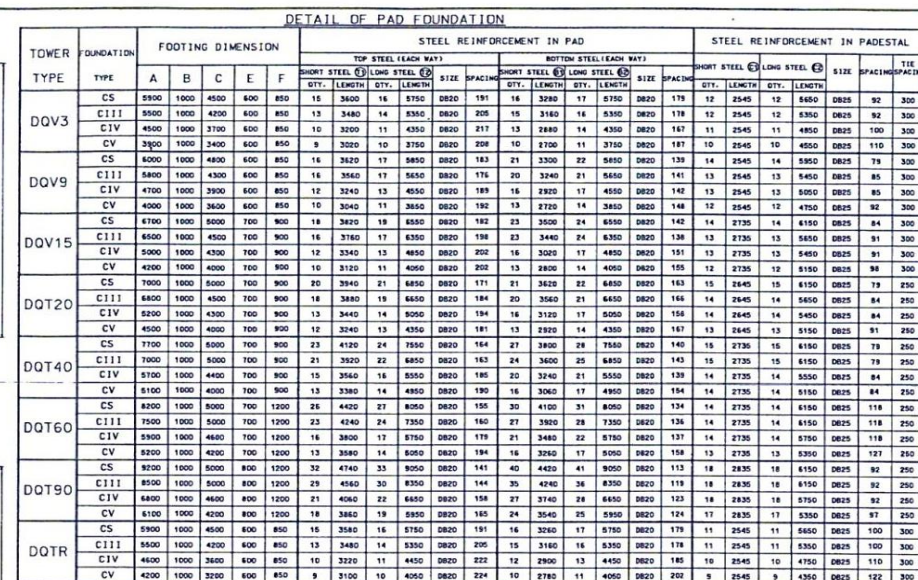 DETAIL OF PAD FOUNDATION
TOWER TYPE FOUNDATION TYPE FOOTING DIMENSION STEEL REINFORCEMENT IN PAD STEEL REINFORCEMENT IN PADESTAL
TOP STEEL (EACH WAY) BOTTOM STEEL (EACH WAY)
SHORT STEEL LONG STEEL SIZE SPACING SHORT STEEL LONG STEEL SIZE SPACING SHORT STEEL LONG STEEL SIZE SPACING TIE
A B C E F QTY. LENGTH QTY. LENGTH QTY. LENGTH QTY. LENGTH QTY. LENGTH QTY. LENGTH
DQV3
CS 5900 1000 4500 600 850 15 3600 16 5750 DB20 191 16 3280 17 5750 DB20 179 12 2545 12 5650 DB25 92 300
CIII 5500 1000 4200 600 850 13 3480 14 5350 DB20 205 15 3160 16 5350 DB20 178 12 2545 12 5350 DB25 92 300
CIV 4500 1000 3700 600 850 10 3200 11 4350 DB20 217 13 2880 14 4350 DB20 167 11 2545 11 4850 DB25 100 300
CV 3900 1000 3400 600 850 9 3020 10 3750 DB20 208 10 2700 11 3750 DB20 187 10 2545 10 4550 DB25 110 300
DQV9
CS 6000 1000 4800 600 850 16 3620 17 5850 DB20 183 21 3300 22 5850 DB20 139 14 2545 14 5950 DB25 79 300
CIII 5800 1000 4300 600 850 16 3560 17 5650 DB20 176 20 3240 21 5650 DB20 141 13 2545 13 5450 DB25 85 300
CIV 4700 1000 3900 600 850 12 3240 13 4550 DB20 189 16 2920 17 4550 DB20 142 13 2545 13 5050 DB25 85 300
CV 4000 1000 3600 600 850 10 3040 11 3850 DB20 192 13 2720 14 3850 DB20 148 12 2545 12 4750 DB25 92 300
DQV15
CS 6700 1000 5000 700 900 18 3820 19 6550 DB20 182 23 3500 24 6550 DB20 142 14 2735 14 6150 DB25 84 300
CIII 6500 1000 4500 700 900 16 3760 17 6350 DB20 198 23 3440 24 6350 DB20 138 13 2735 13 5650 DB25 91 300
CIV 5000 1000 4300 700 900 12 3340 13 4850 DB20 202 16 3020 17 4850 DB20 151 13 2735 13 5450 DB25 91 300
CV 4200 1000 4000 700 900 10 3120 11 4050 DB20 202 13 2800 14 4050 DB20 155 12 2735 12 5150 DB25 98 300
DQT20
CS 7000 1000 5000 700 900 20 3940 21 6850 DB20 171 21 3620 22 6850 DB20 163 15 2645 15 6150 DB25 79 250
CIII 6800 1000 4500 700 900 18 3880 19 6650 DB20 184 20 3560 21 6650 DB20 166 14 2645 14 5650 DB25 84 250
CIV 5200 1000 4300 700 900 13 3440 14 5050 DB20 194 16 3120 17 5050 DB20 156 14 2645 14 5450 DB25 84 250
CV 4500 1000 4000 700 900 12 3240 13 4350 DB20 181 13 2920 14 4350 DB20 167 13 2645 13 5150 DB25 91 250
DQT40
CS 7700 1000 5000 700 900 23 4120 24 7550 DB20 164 27 3800 28 7550 DB20 140 15 2735 15 6150 DB25 79 250
CIII 7000 1000 5000 700 900 21 3920 22 6850 DB20 163 24 3600 25 6850 DB20 143 15 2735 15 6150 DB25 79 250
CIV 5700 1000 4400 700 900 15 3560 16 5550 DB20 185 20 3240 21 5550 DB20 139 14 2735 14 5550 DB25 84 250
CV 5100 1000 4000 700 900 13 3380 14 4950 DB20 190 16 3060 17 4950 DB20 154 14 2735 14 5150 DB25 84 250
DQT60
CS 8200 1000 5000 700 1200 26 4420 27 8050 DB20 155 30 4100 31 8050 DB20 134 14 2735 14 6150 DB25 118 250
CIII 7500 1000 5000 700 1200 23 4240 24 7350 DB20 160 27 3920 28 7350 DB20 136 14 2735 14 6150 DB25 118 250
CIV 5900 1000 4600 700 1200 16 3800 17 5750 DB20 179 21 3480 22 5750 DB20 137 14 2735 14 5750 DB25 118 250
CV 5200 1000 4200 700 1200 13 3580 14 5050 DB20 194 16 3260 17 5050 DB20 158 13 2735 13 5350 DB25 127 250
DQT90
CS 9200 1000 5000 800 1200 32 4740 33 9050 DB20 141 40 4420 41 9050 DB20 113 18 2835 18 6150 DB25 92 250
CIII 8500 1000 5000 800 1200 29 4560 30 8350 DB20 144 35 4240 36 8350 DB20 119 18 2835 18 6150 DB25 92 250
CIV 6800 1000 4600 800 1200 21 4060 22 6650 DB20 158 27 3740 28 6650 DB20 123 18 2835 18 5750 DB25 92 250
CV 6100 1000 4200 800 1200 18 3860 19 5950 DB20 165 24 3540 25 5950 DB20 124 17 2835 17 5350 DB25 97 250
DQTR
CS 5900 1000 4500 600 850 15 3580 16 5750 DB20 191 16 3260 17 5750 DB20 179 11 2545 11 5650 DB25 100 300
CIII 5500 1000 4200 600 850 13 3480 14 5350 DB20 205 15 3160 16 5350 DB20 178 11 2545 11 5350 DB25 100 300
CIV 4600 1000 3600 600 850 10 3220 11 4450 DB20 222 12 2900 13 4450 DB20 185 10 2545 10 4750 DB25 110 300
CV 4200 1000 3200 600 850 9 3100 10 4050 DB20 224 10 2780 11 4050 DB20 202 9 2545 9 4350 DB25 122 300